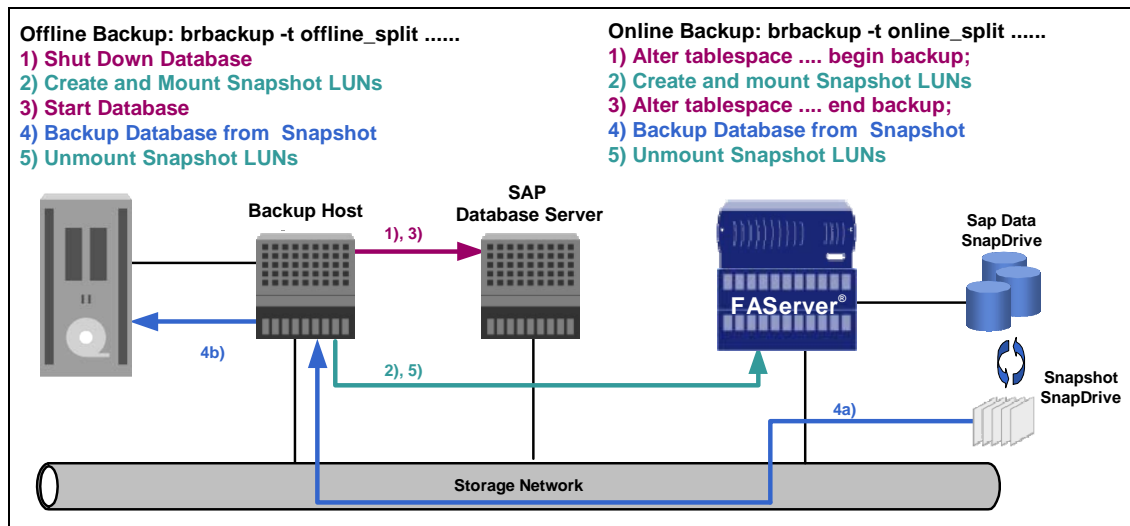 Offline Backup: brbackup -t offline_split ......
1) Shut Down Database
2) Create and Mount Snapshot LUNs
3) Start Database
4) Backup Database from  Snapshot
5) Unmount Snapshot LUNs
Online Backup: brbackup -t online_split ......
1) Alter tablespace .... begin backup;
2) Create and mount Snapshot LUNs
3) Alter tablespace .... end backup;
4) Backup Database from  Snapshot
5) Unmount Snapshot LUNs
Backup Host
SAP
Database Server
1), 3)
Sap Data
SnapDrive
FAServer®
4b)
2), 5)
Snapshot
SnapDrive
4a)
Storage Network